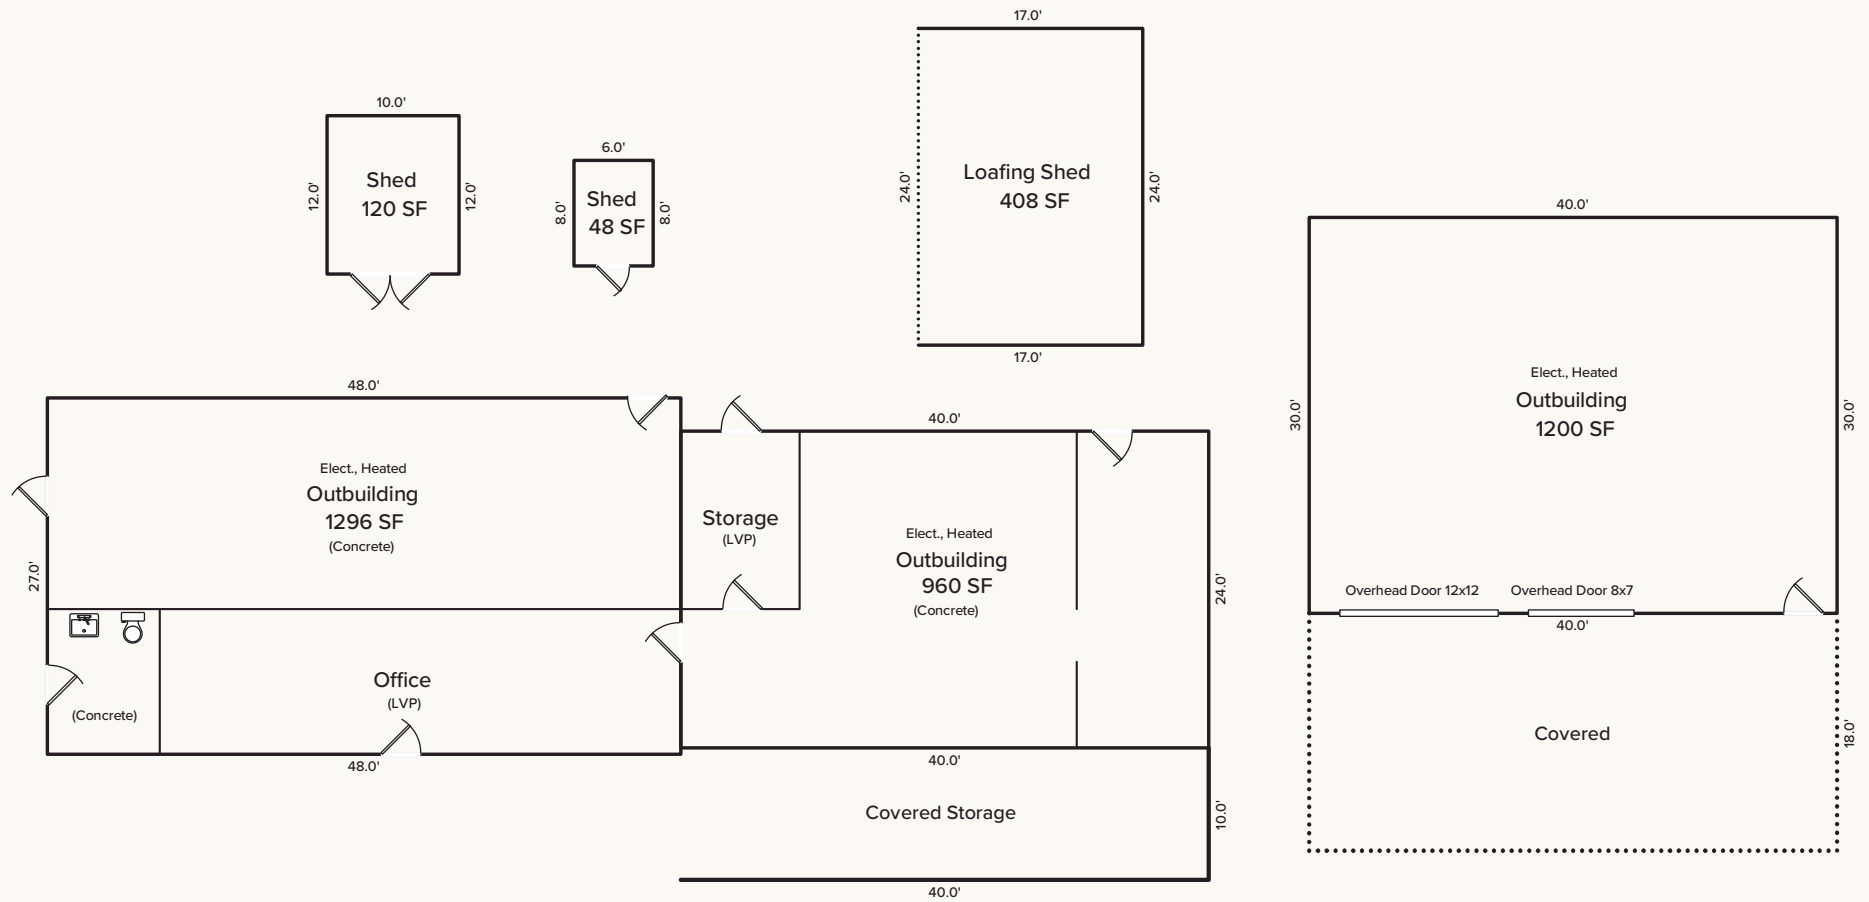 17.0'
10.0'
12.0'
Shed
120 SF
12.0'
6.0'
8.0'
Shed
48 SF
8.0'
24.0'
Loafing Shed
408 SF
24.0'
17.0'
40.0'
30.0'
Elect., Heated
Outbuilding
1200 SF
30.0'
Overhead Door 12x12
Overhead Door 8x7
40.0'
Covered
18.0'
48.0'
27.0'
Elect., Heated
Outbuilding
1296 SF
(Concrete)
(Concrete)
Office
(LVP)
48.0'
40.0'
Storage
(LVP)
Elect., Heated
Outbuilding
960 SF
(Concrete)
24.0'
40.0'
Covered Storage
10.0'
40.0'